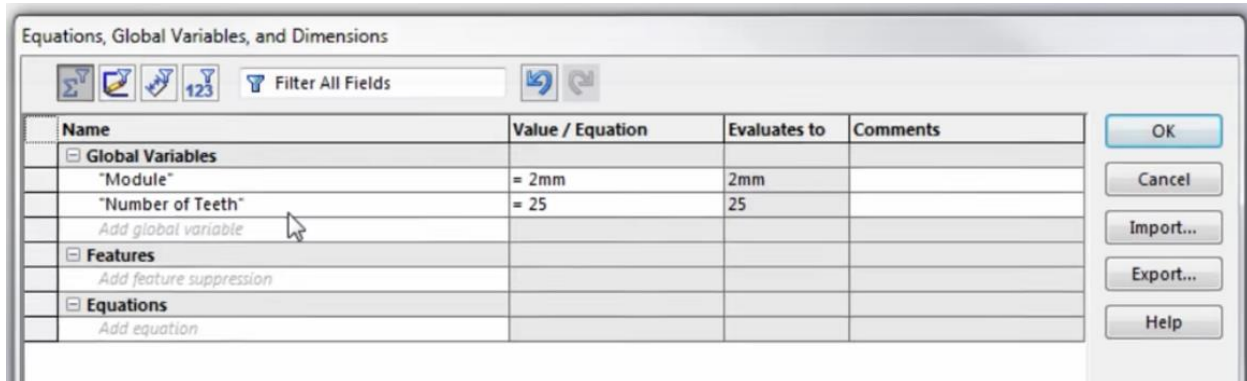 Equations, Global Variables, and Dimensions
Σ 123 Filter All Fields
Name Value / Equation Evaluates to Comments OK
Global Variables
"Module" = 2mm 2mm Cancel
"Number of Teeth" = 25 25
Add global variable Import...
Features
Add feature suppression Export...
Equations
Add equation Help